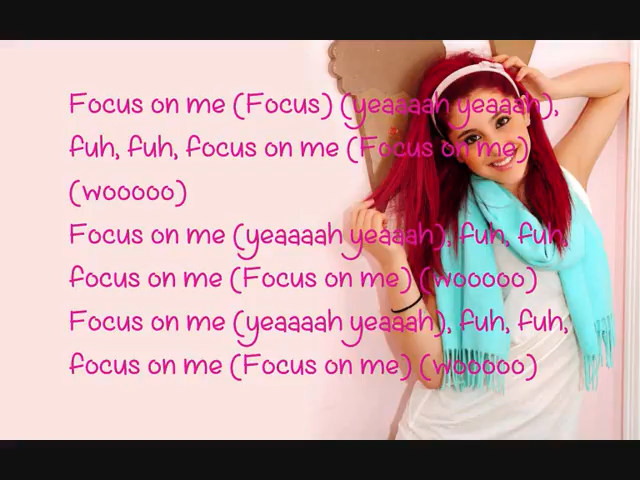 Focus on me (Focus) (yeaaaah yeaaah),
fuh, fuh, focus on me (Focus on me)
(wooooo)
Focus on me (yeaaaah yeaaah), fuh, fuh,
focus on me (Focus on me) (wooooo)
Focus on me (yeaaaah yeaaah), fuh, fuh,
focus on me (Focus on me) (wooooo)